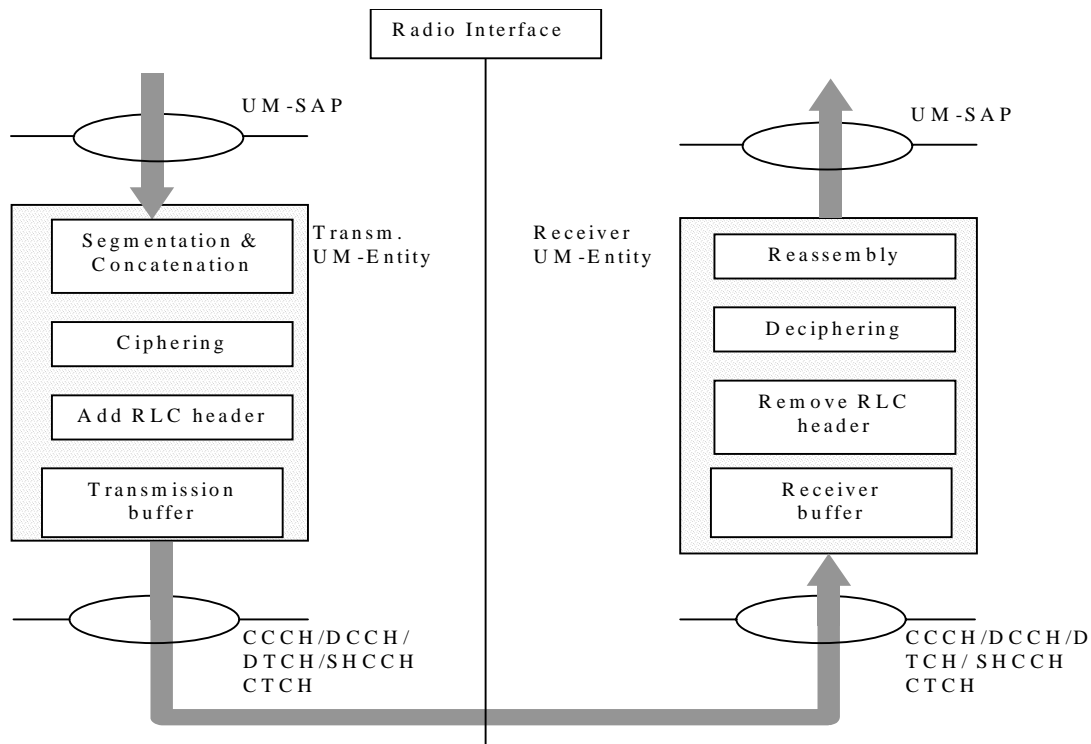 Radio Interface
UM-SAP
UM-SAP
Segmentation &
Concatenation
Ciphering
Add RLC header
Transmission
buffer
Transm.
UM-Entity
Receiver
UM-Entity
Reassembly
Deciphering
Remove RLC
header
Receiver
buffer
CCCH/DCCH/
DTCH/SHCCH
CTCH
CCCH/DCCH/D
TCH/ SHCCH
CTCH